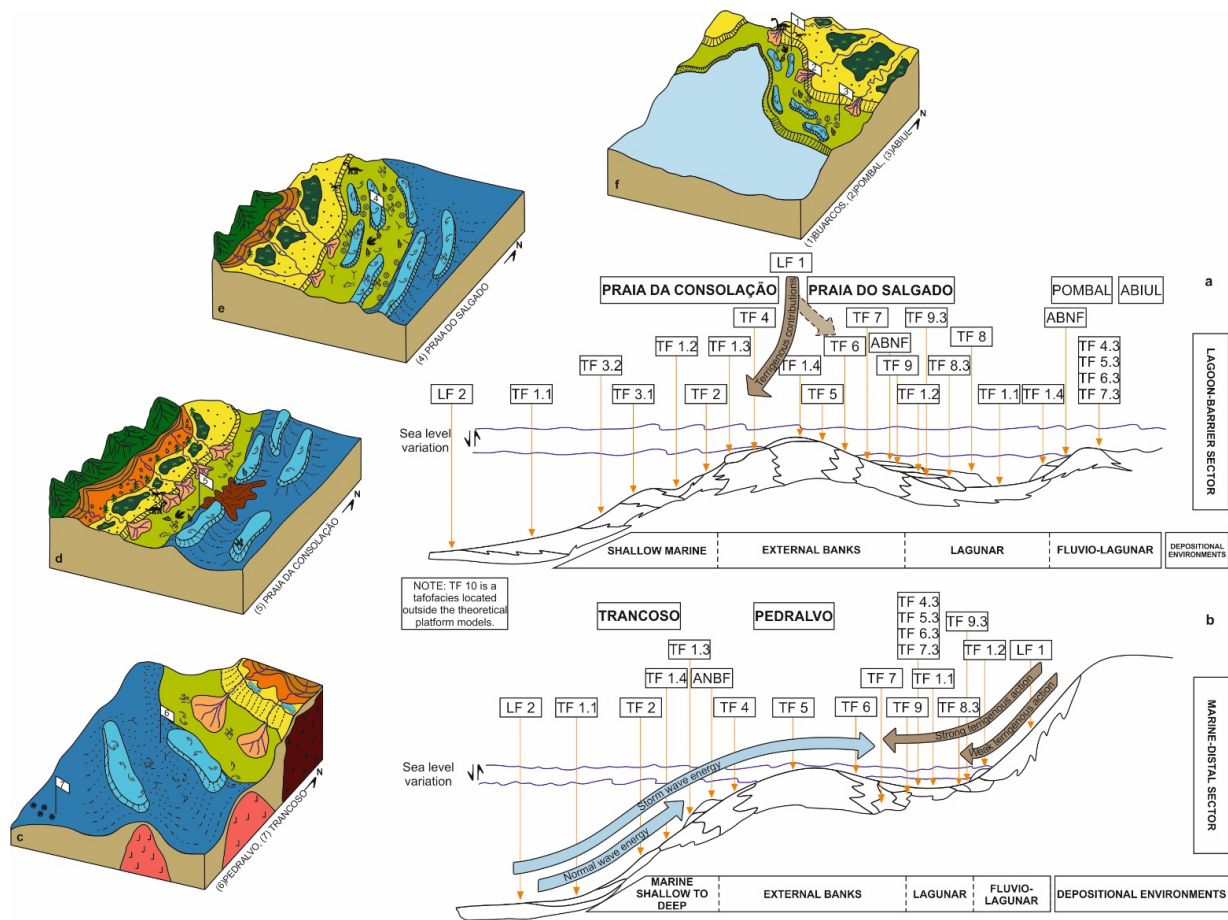 1
2
3
N
(1)BUARCOS, (2)POMBAL, (3)ABIUL
f
4
N
(4) PRAIA DO SALGADO
e
5
N
(5) PRAIA DA CONSOLAÇÃO
d
6
7
N
(6)PEDRALVO, (7) TRANCOSO
c
a
LF 1
PRAIA DA CONSOLAÇÃO
PRAIA DO SALGADO
POMBAL
ABIUL
Terrigenous contributions
TF 4
TF 7
TF 9.3
ABNF
TF 1.2
TF 1.3
TF 6
ABNF
TF 8
TF 4.3
TF 5.3
TF 6.3
TF 7.3
LF 2
TF 1.1
TF 3.2
TF 3.1
TF 2
TF 1.4
TF 5
TF 9
TF 1.2
TF 8.3
TF 1.1
TF 1.4
Sea level
variation
LAGOON-BARRIER SECTOR
SHALLOW MARINE
EXTERNAL BANKS
LAGUNAR
FLUVIO-LAGUNAR
DEPOSITIONAL
ENVIRONMENTS
NOTE: TF 10 is a
tafofacies located
outside the theoretical
platform models.
b
TRANCOSO
PEDRALVO
TF 4.3
TF 5.3
TF 6.3
TF 7.3
TF 9.3
TF 1.3
TF 1.2
LF 1
TF 1.4
ANBF
TF 7
TF 1.1
LF 2
TF 1.1
TF 2
TF 4
TF 5
TF 6
TF 9
TF 8.3
Strong terrigenous action
Weak terrigenous action
Storm wave energy
Normal wave energy
Sea level
variation
MARINE-DISTAL SECTOR
MARINE
SHALLOW TO
DEEP
EXTERNAL BANKS
LAGUNAR
FLUVIO-
LAGUNAR
DEPOSITIONAL ENVIRONMENTS